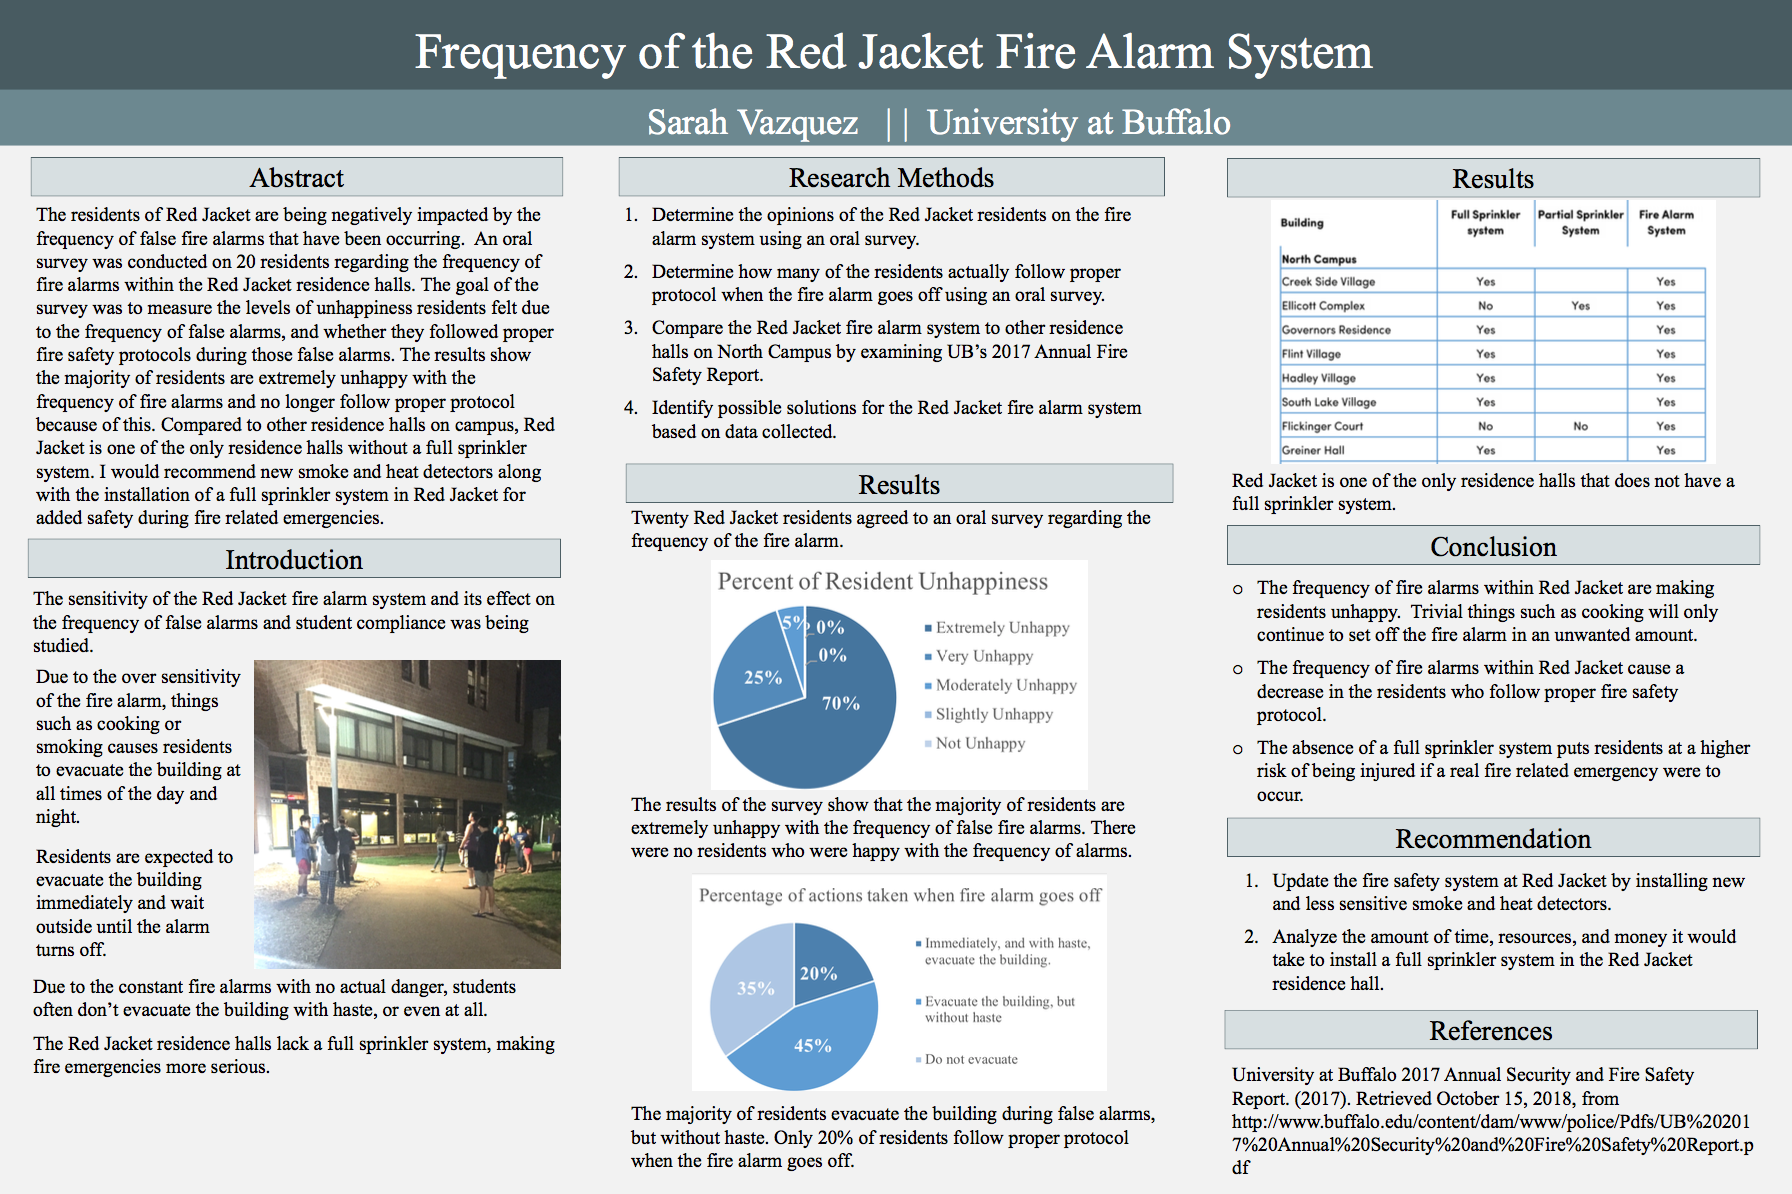 Frequency of the Red Jacket Fire Alarm System
Sarah Vazquez || University at Buffalo
Abstract
The residents of Red Jacket are being negatively impacted by the
frequency of false fire alarms that have been occurring. An oral
survey was conducted on 20 residents regarding the frequency of
fire alarms within the Red Jacket residence halls. The goal of the
survey was to measure the levels of unhappiness residents felt due
to the frequency of false alarms, and whether they followed proper
fire safety protocols during those false alarms. The results show
the majority of residents are extremely unhappy with the
frequency of fire alarms and no longer follow proper protocol
because of this. Compared to other residence halls on campus, Red
Jacket is one of the only residence halls without a full sprinkler
system. I would recommend new smoke and heat detectors along
with the installation of a full sprinkler system in Red Jacket for
added safety during fire related emergencies.
Introduction
The sensitivity of the Red Jacket fire alarm system and its effect on
the frequency of false alarms and student compliance was being
studied.
Due to the over sensitivity
of the fire alarm, things
such as cooking or
smoking causes residents
to evacuate the building at
all times of the day and
night.
Residents are expected to
evacuate the building
immediately and wait
outside until the alarm
turns off.
Due to the constant fire alarms with no actual danger, students
often don’t evacuate the building with haste, or even at all.
The Red Jacket residence halls lack a full sprinkler system, making
fire emergencies more serious.
Research Methods
1. Determine the opinions of the Red Jacket residents on the fire
alarm system using an oral survey.
2. Determine how many of the residents actually follow proper
protocol when the fire alarm goes off using an oral survey.
3. Compare the Red Jacket fire alarm system to other residence
halls on North Campus by examining UB’s 2017 Annual Fire
Safety Report.
4. Identify possible solutions for the Red Jacket fire alarm system
based on data collected.
Results
Twenty Red Jacket residents agreed to an oral survey regarding the
frequency of the fire alarm.
Percent of Resident Unhappiness
5% 0%
0%
25%
70%
Extremely Unhappy
Very Unhappy
Moderately Unhappy
Slightly Unhappy
Not Unhappy
The results of the survey show that the majority of residents are
extremely unhappy with the frequency of false fire alarms. There
were no residents who were happy with the frequency of alarms.
Percentage of actions taken when fire alarm goes off
20%
35%
45%
Immediately, and with haste,
evacuate the building.
Evacuate the building, but
without haste
Do not evacuate
The majority of residents evacuate the building during false alarms,
but without haste. Only 20% of residents follow proper protocol
when the fire alarm goes off.
Results
Building Full Sprinkler system Partial Sprinkler System Fire Alarm System
North Campus
Creek Side Village Yes Yes
Ellicott Complex No Yes Yes
Governors Residence Yes Yes
Flint Village Yes Yes
Hadley Village Yes Yes
South Lake Village Yes Yes
Flickinger Court No No Yes
Greiner Hall Yes Yes
Red Jacket is one of the only residence halls that does not have a
full sprinkler system.
Conclusion
o The frequency of fire alarms within Red Jacket are making
residents unhappy. Trivial things such as cooking will only
continue to set off the fire alarm in an unwanted amount.
o The frequency of fire alarms within Red Jacket cause a
decrease in the residents who follow proper fire safety
protocol.
o The absence of a full sprinkler system puts residents at a higher
risk of being injured if a real fire related emergency were to
occur.
Recommendation
1. Update the fire safety system at Red Jacket by installing new
and less sensitive smoke and heat detectors.
2. Analyze the amount of time, resources, and money it would
take to install a full sprinkler system in the Red Jacket
residence hall.
References
University at Buffalo 2017 Annual Security and Fire Safety
Report. (2017). Retrieved October 15, 2018, from
http://www.buffalo.edu/content/dam/www/police/Pdfs/UB%20201
7%20Annual%20Security%20and%20Fire%20Safety%20Report.p
df